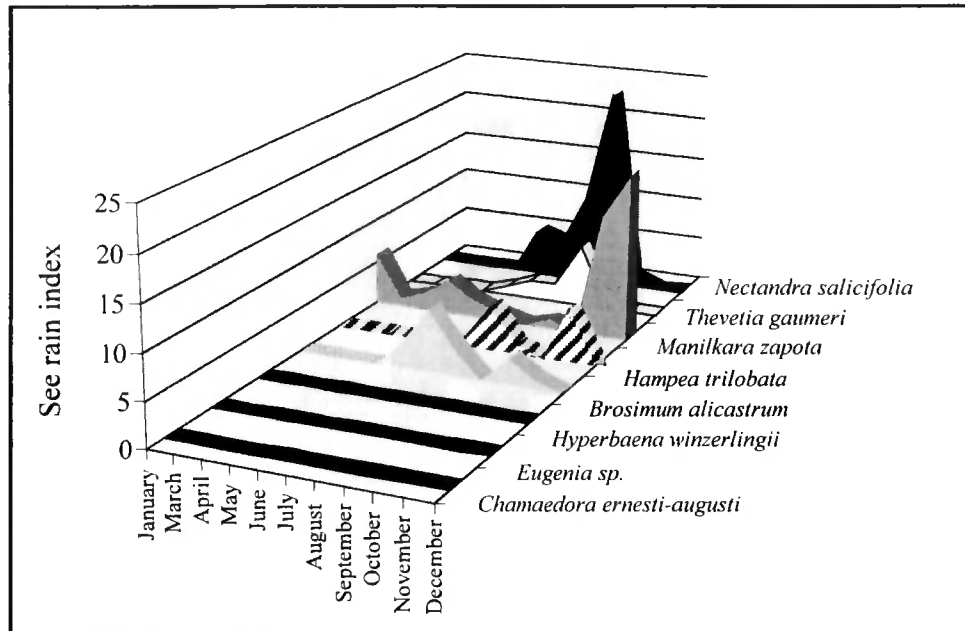 25
20
15
10
5
0
See rain index
January
March
April
May
June
July
August
September
October
November
December
Nectandra salicifolia
Thevetia gaumeri
Manilkara zapota
Hampea trilobata
Brosimum alicastrum
Hyperbaena winzerlingii
Eugenia sp.
Chamaedora ernesti-augusti